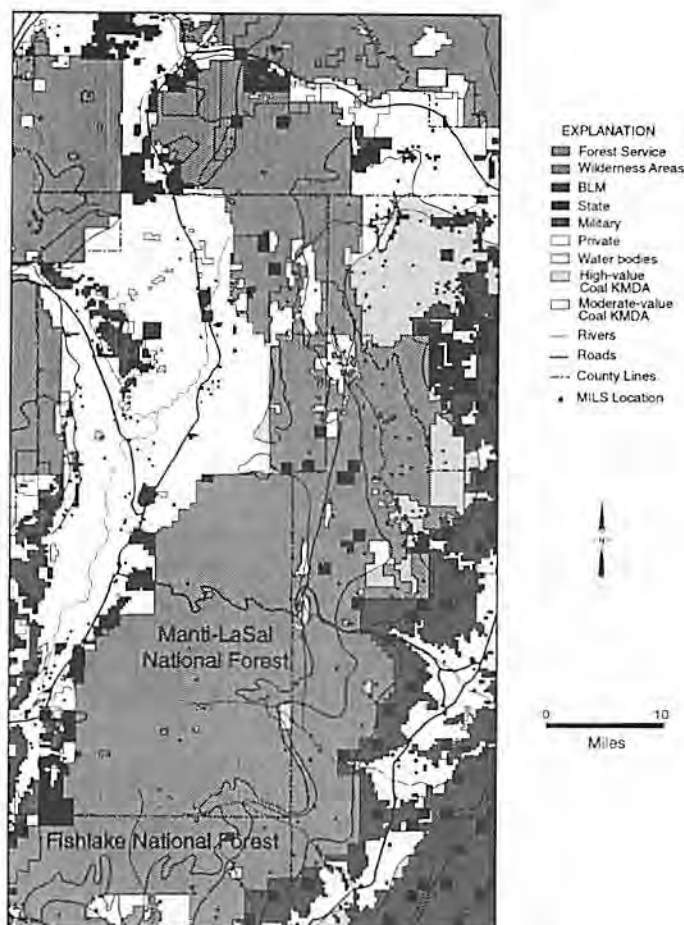 EXPLANATION
Forest Service
Wilderness Areas
BLM
State
Military
Private
Water bodies
High-value
Coal KMDA
Moderate-value
Coal KMDA
Rivers
Roads
County Lines
MILS Location
0 10
Miles
Manti-LaSal
National Forest
Fishlake National Forest